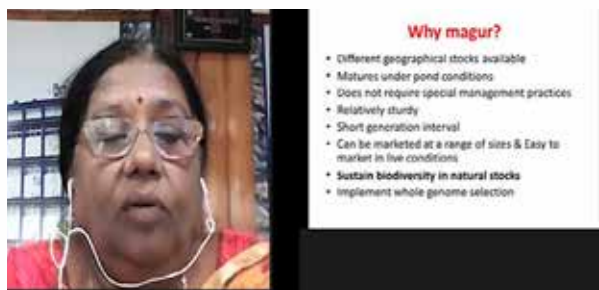 Why magur?
• Different geographical stocks available
• Matures under pond conditions
• Does not require special management practices
• Relatively sturdy
• Short generation interval
• Can be marketed at a range of sizes & Easy to
market in live conditions
• Sustain biodiversity in natural stocks
• Implement whole genome selection